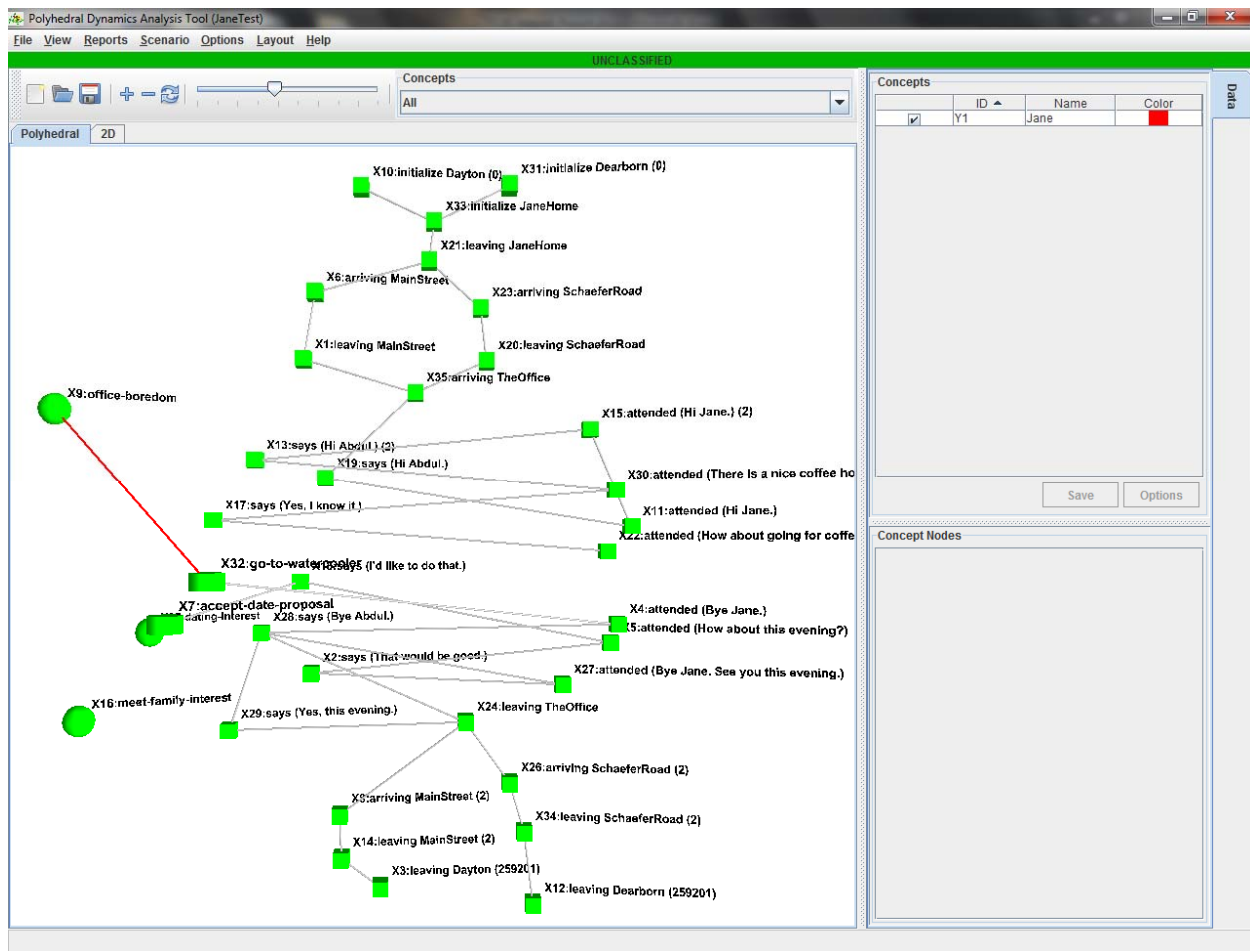 Polyhedral Dynamics Analysis Tool (JaneTest)
File View Reports Scenario Options Layout Help
UNCLASSIFIED
Concepts
All
Polyhedral 2D
X10:initialize Dayton (0)
X31:initialize Dearborn (0)
X33:initialize JaneHome
X21:leaving JaneHome
X6:arriving MainStreet
X23:arriving SchaeferRoad
X1:leaving MainStreet
X20:leaving SchaeferRoad
X35:arriving TheOffice
X9:office-boredom
X15:attended (Hi Jane.) (2)
X13:says (Hi Abdul.) (2)
X19:says (Hi Abdul.)
X30:attended (There is a nice coffee ho
X17:says (Yes, I know it.)
X11:attended (Hi Jane.)
X22:attended (How about going for coffe
X32:go-to-watercooler
says (I'd like to do that.)
X7:accept-date-proposal
X4:attended (Bye Jane.)
dating-interest
X28:says (Bye Abdul.)
X5:attended (How about this evening?)
X2:says (That would be good.)
X27:attended (Bye Jane. See you this evening.)
X16:meet-family-interest
X29:says (Yes, this evening.)
X24:leaving TheOffice
X26:arriving SchaeferRoad (2)
X8:arriving MainStreet (2)
X34:leaving SchaeferRoad (2)
X14:leaving MainStreet (2)
X3:leaving Dayton (259201)
X12:leaving Dearborn (259201)
Concepts
ID Name Color
Y1 Jane
Save Options
Concept Nodes
Data